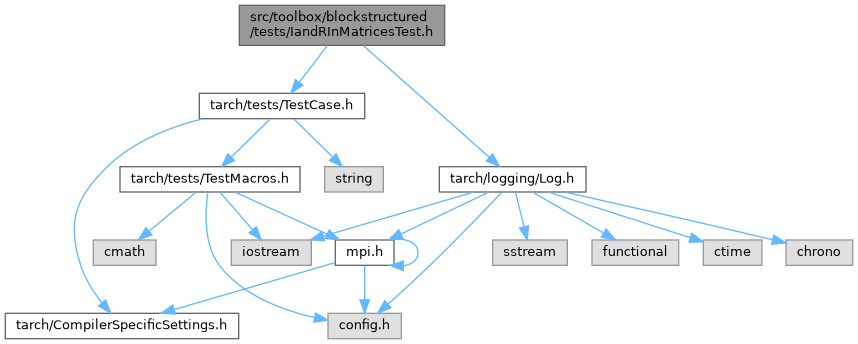 src/toolbox/blockstructured
/tests/IandRInMatricesTest.h
tarch/tests/TestCase.h
tarch/tests/TestMacros.h
string
tarch/logging/Log.h
cmath
iostream
mpi.h
sstream
functional
ctime
chrono
tarch/CompilerSpecificSettings.h
config.h